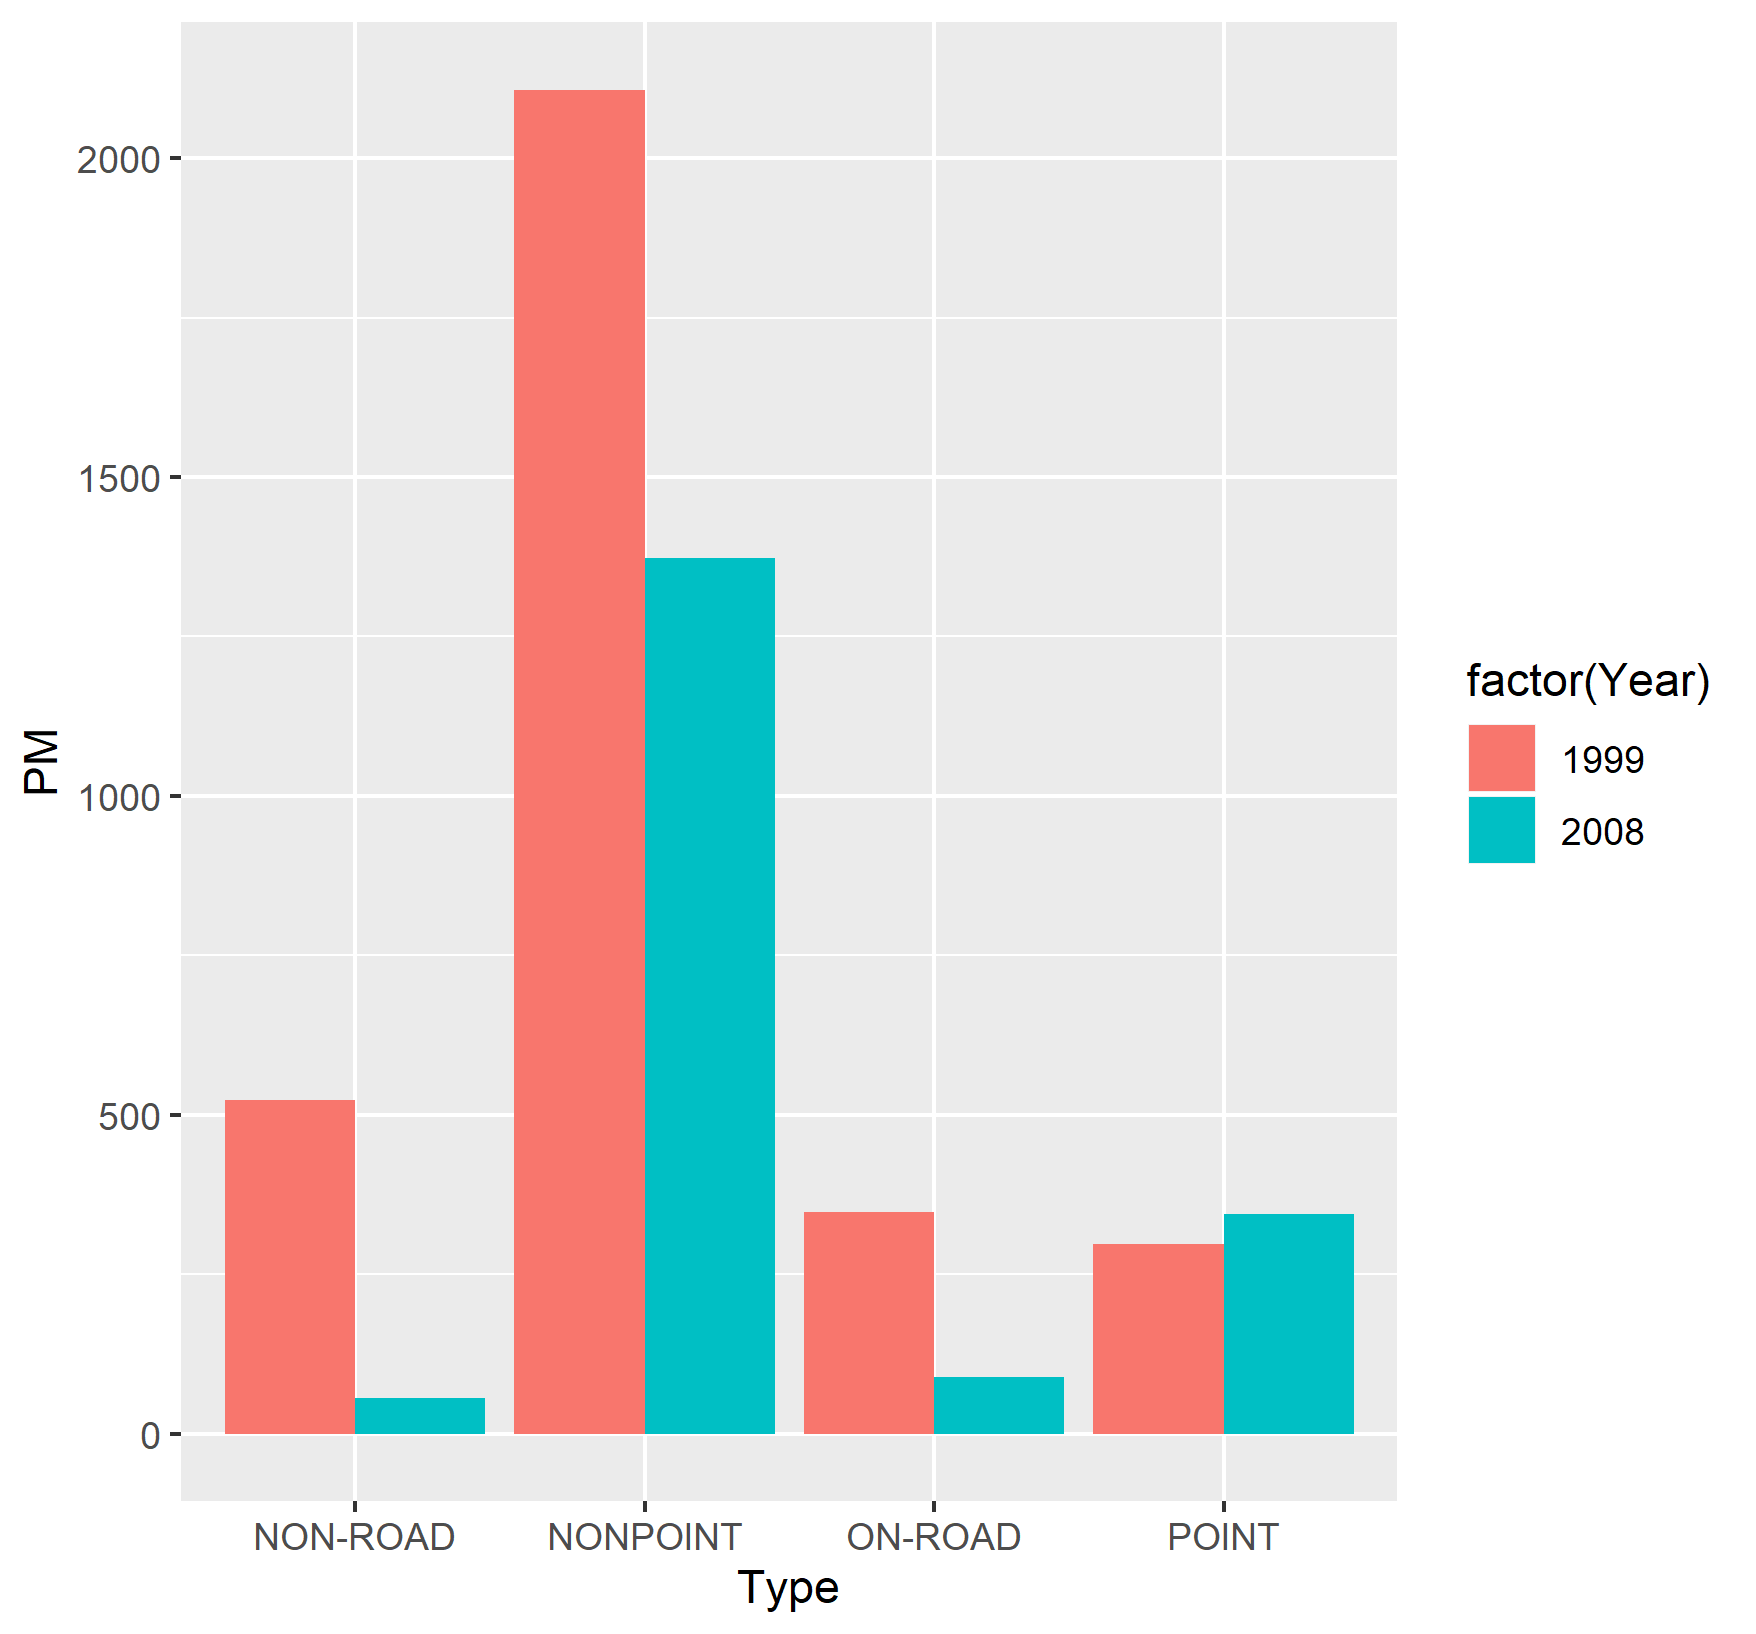 2000
1500
1000
500
0
PM
NON-ROAD
NONPOINT
ON-ROAD
POINT
Type
factor(Year)
1999
2008